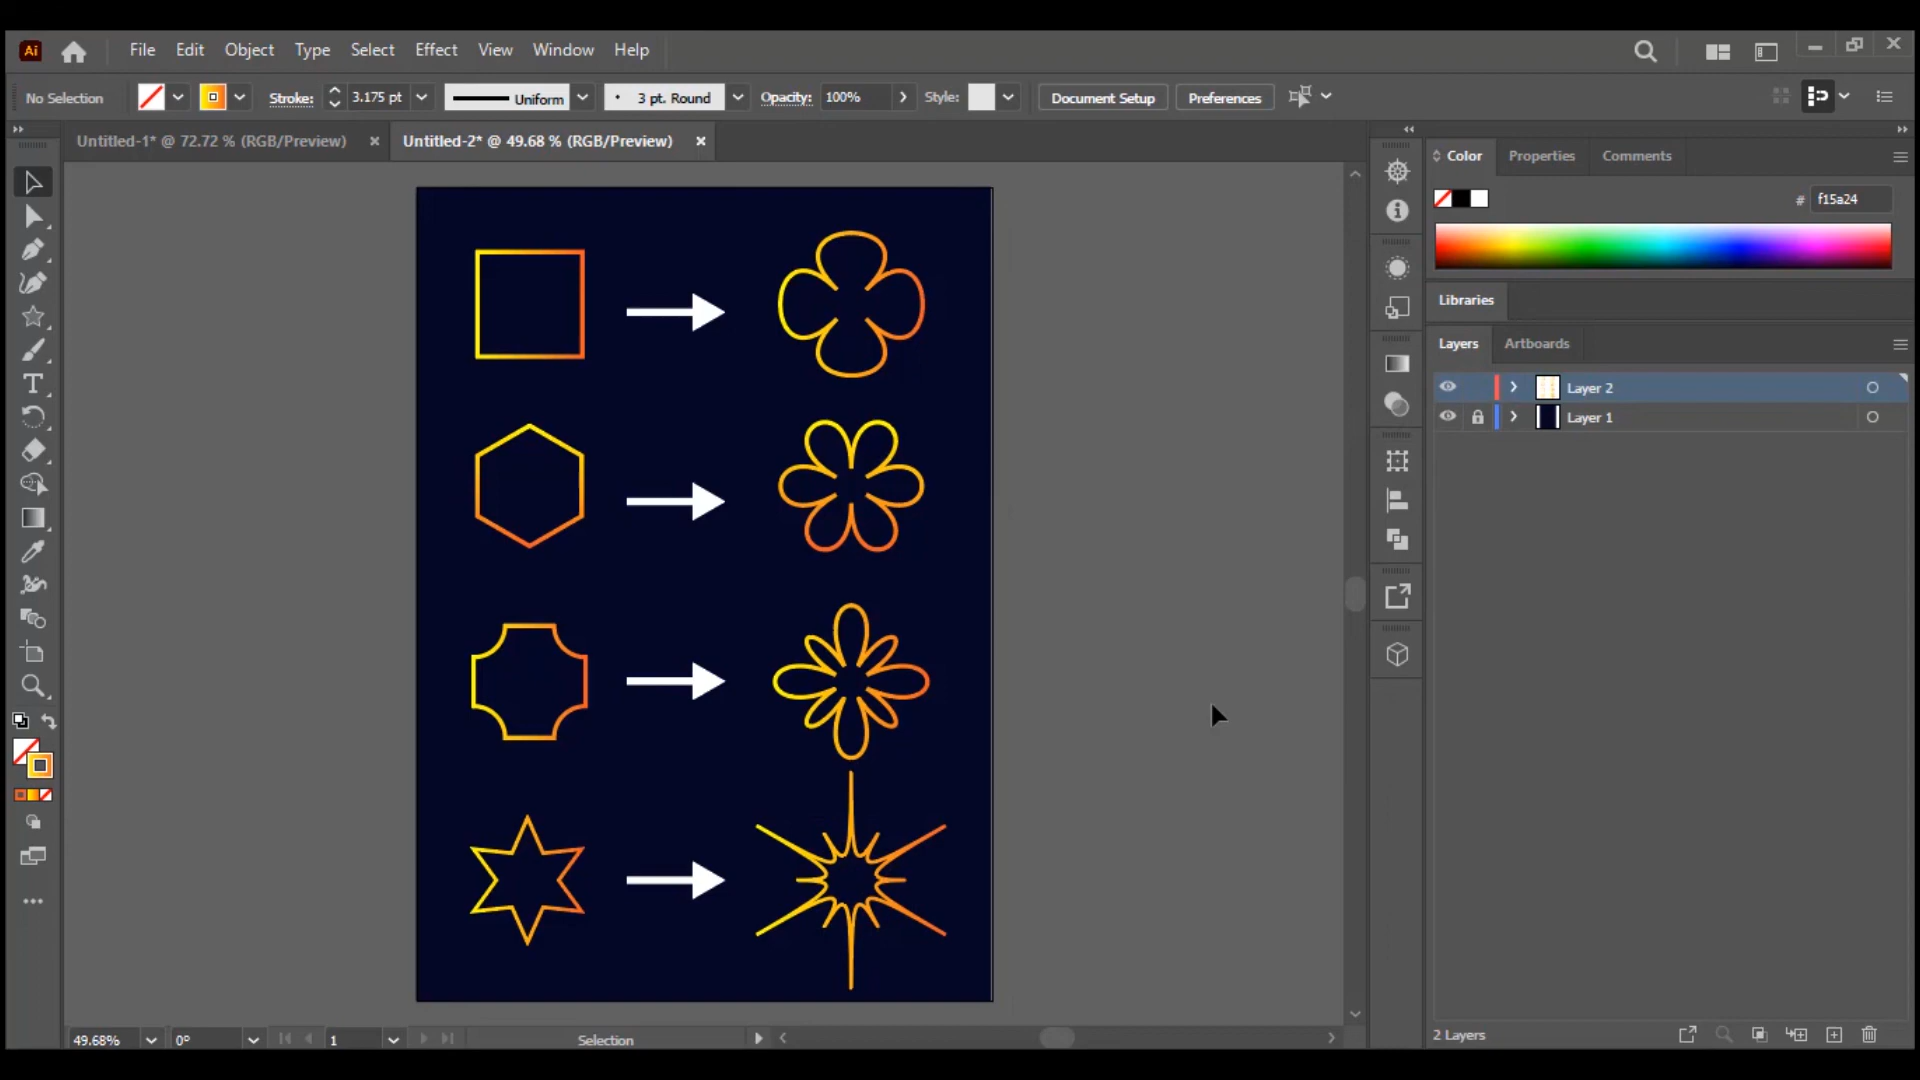 Ai File Edit Object Type Select Effect View Window Help
No Selection Stroke: 3.175 pt Uniform 3 pt. Round Opacity: 100% Style: Document Setup Preferences
Untitled-1* @ 72.72 % (RGB/Preview) Untitled-2* @ 49.68 % (RGB/Preview)
Color Properties Comments
# f15a24
Libraries
Layers Artboards
Layer 2
Layer 1
2 Layers
49.68% 0° 1 Selection